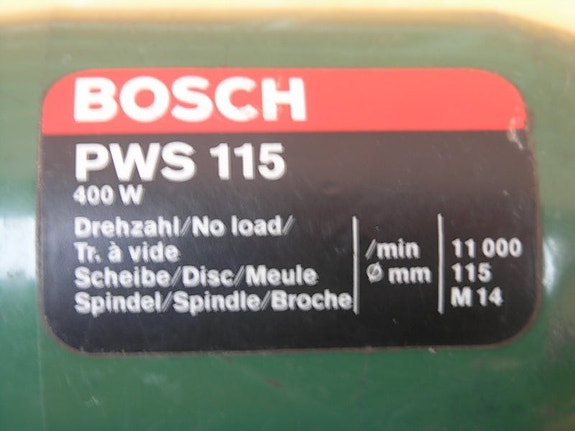 BOSCH
PWS 115
400 W
Drehzahl/No load/
Tr. à vide /min 11 000
Scheibe/Disc/Meule Ø mm 115
Spindel/Spindle/Broche M 14